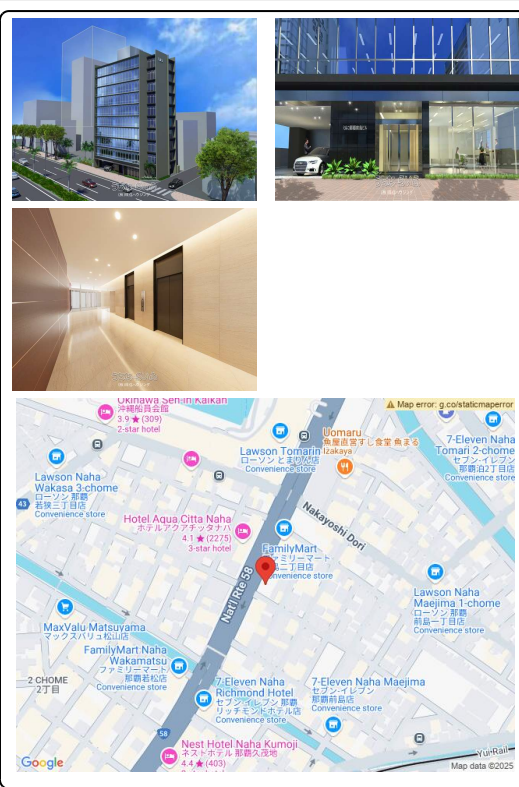 Okinawa Sen In Kaikan
沖縄船員会館
3.9 ★ (309)
2-star hotel
Map error: g.co/staticmaperror
Uomaru
魚屋直営すし食堂 魚まる
Izakaya
7-Eleven Naha
Tomari 2-chome
セブン-イレブン
那覇泊2丁目店
Convenience store
Lawson Tomarin
ローソン とまりん店
Convenience store
Lawson Naha
Wakasa 3-chome
ローソン 那覇
若狭三丁目店
Convenience store
43
Hotel Aqua Citta Naha
ホテルアクアチッタナハ
4.1 ★ (2275)
3-star hotel
Nakayoshi Dori
FamilyMart
ファミリーマート
島二丁目店
Convenience store
Nat'l Rte 58
Lawson Naha
Maejima 1-chome
ローソン 那覇
前島一丁目店
Convenience store
MaxValu Matsuyama
マックスバリュ松山店
FamilyMart Naha
Wakamatsu
ファミリーマート
那覇若松店
Convenience store
2 CHOME
2丁目
7-Eleven Naha
Richmond Hotel
セブン-イレブン 那覇
リッチモンドホテル店
Convenience store
7-Eleven Naha Maejima
セブン-イレブン
那覇前島店
Convenience store
58
Nest Hotel Naha Kumoji
ネストホテル 那覇久茂地
4.4 ★ (403)
Yui Rail
Google
Map data ©2025